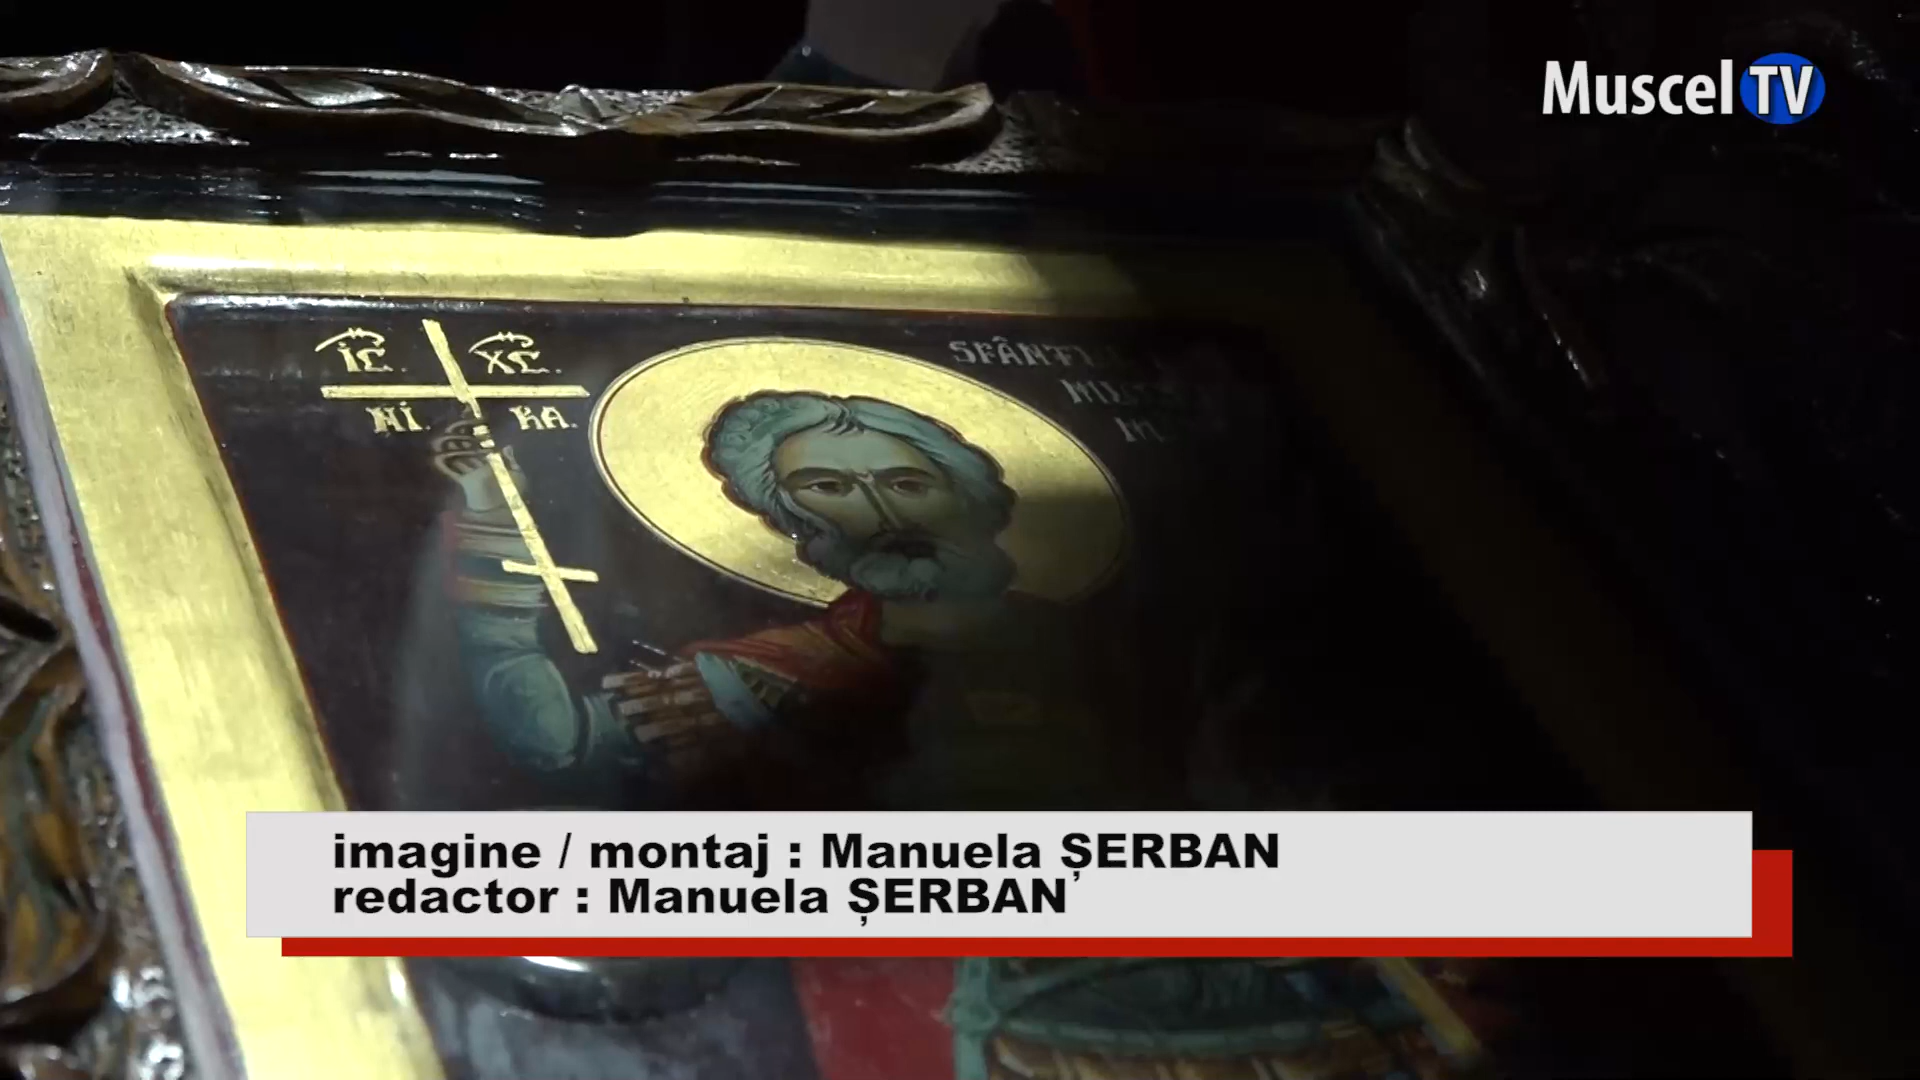 Muscel TV
IC. XC.
NI. KA.
imagine / montaj : Manuela ȘERBAN
redactor : Manuela ȘERBAN